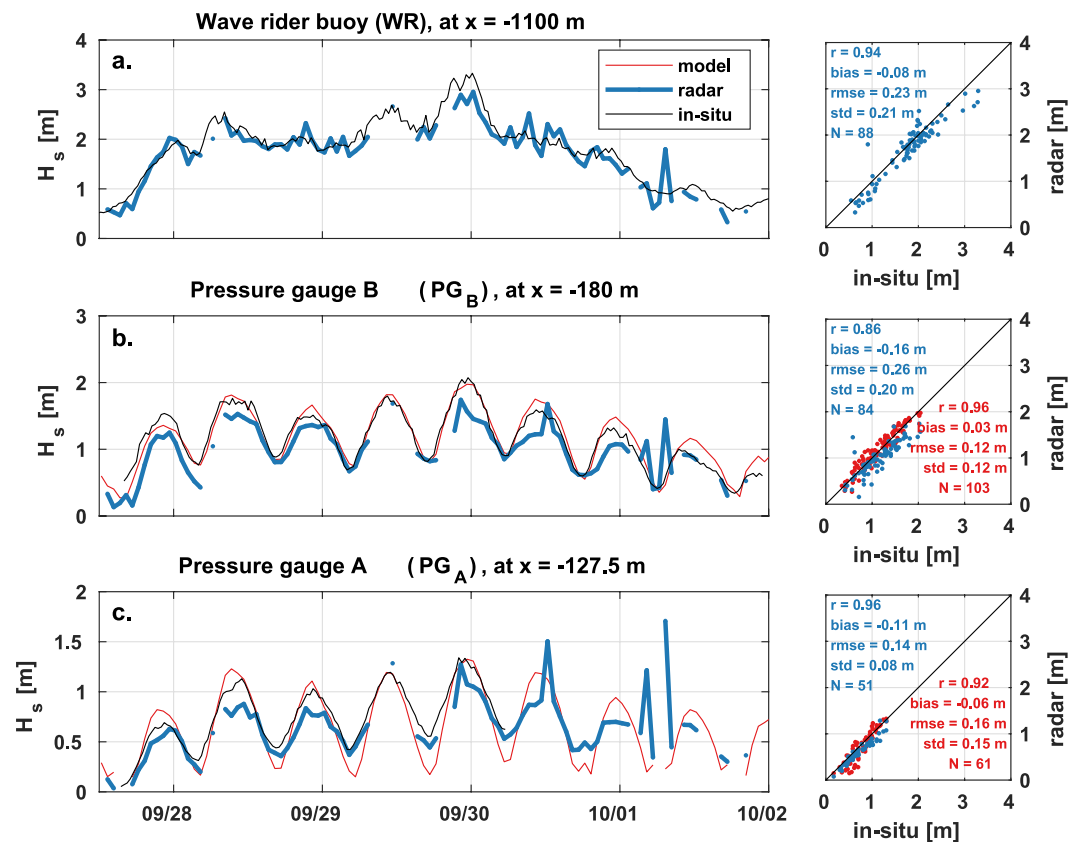 Wave rider buoy (WR), at x = -1100 m
a.
H_s [m]
4
3
2
1
0
model
radar
in-situ
r = 0.94
bias = -0.08 m
rmse = 0.23 m
std = 0.21 m
N = 88
4
3
2
1
0
radar [m]
0 1 2 3 4
in-situ [m]
Pressure gauge B (PG_B), at x = -180 m
b.
H_s [m]
3
2
1
0
r = 0.86
bias = -0.16 m
rmse = 0.26 m
std = 0.20 m
N = 84
r = 0.96
bias = 0.03 m
rmse = 0.12 m
std = 0.12 m
N = 103
4
3
2
1
0
radar [m]
0 1 2 3 4
in-situ [m]
Pressure gauge A (PG_A), at x = -127.5 m
c.
H_s [m]
2
1.5
1
0.5
0
09/28 09/29 09/30 10/01 10/02
r = 0.96
bias = -0.11 m
rmse = 0.14 m
std = 0.08 m
N = 51
r = 0.92
bias = -0.06 m
rmse = 0.16 m
std = 0.15 m
N = 61
4
3
2
1
0
radar [m]
0 1 2 3 4
in-situ [m]